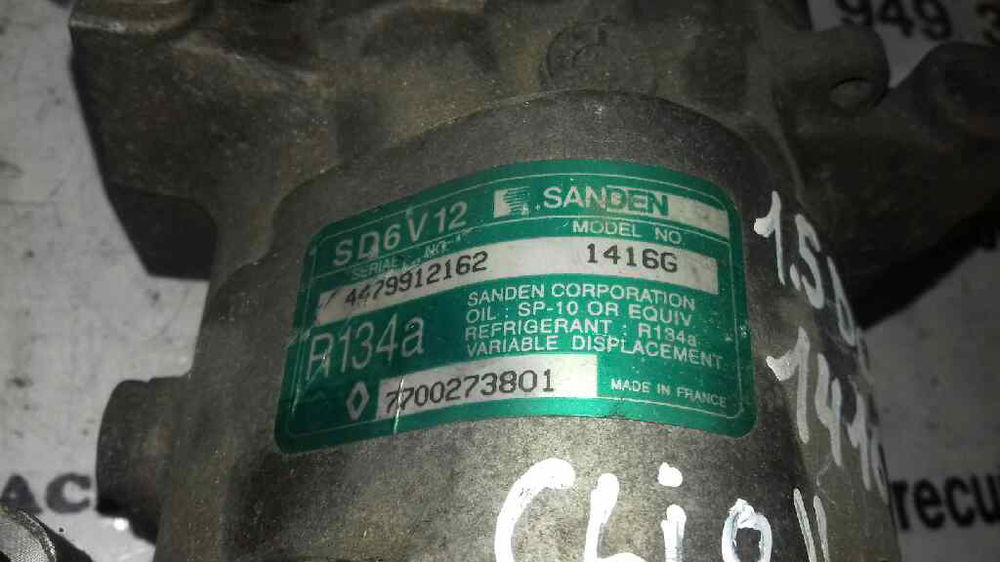 949
SD6V12 SANDEN
SERIAL NO. MODEL NO.
4479912162 1416G
R134a
SANDEN CORPORATION
OIL : SP-10 OR EQUIV
REFRIGERANT : R134a
VARIABLE DISPLACEMENT
7700273801 MADE IN FRANCE
1.5
Clio II
recu